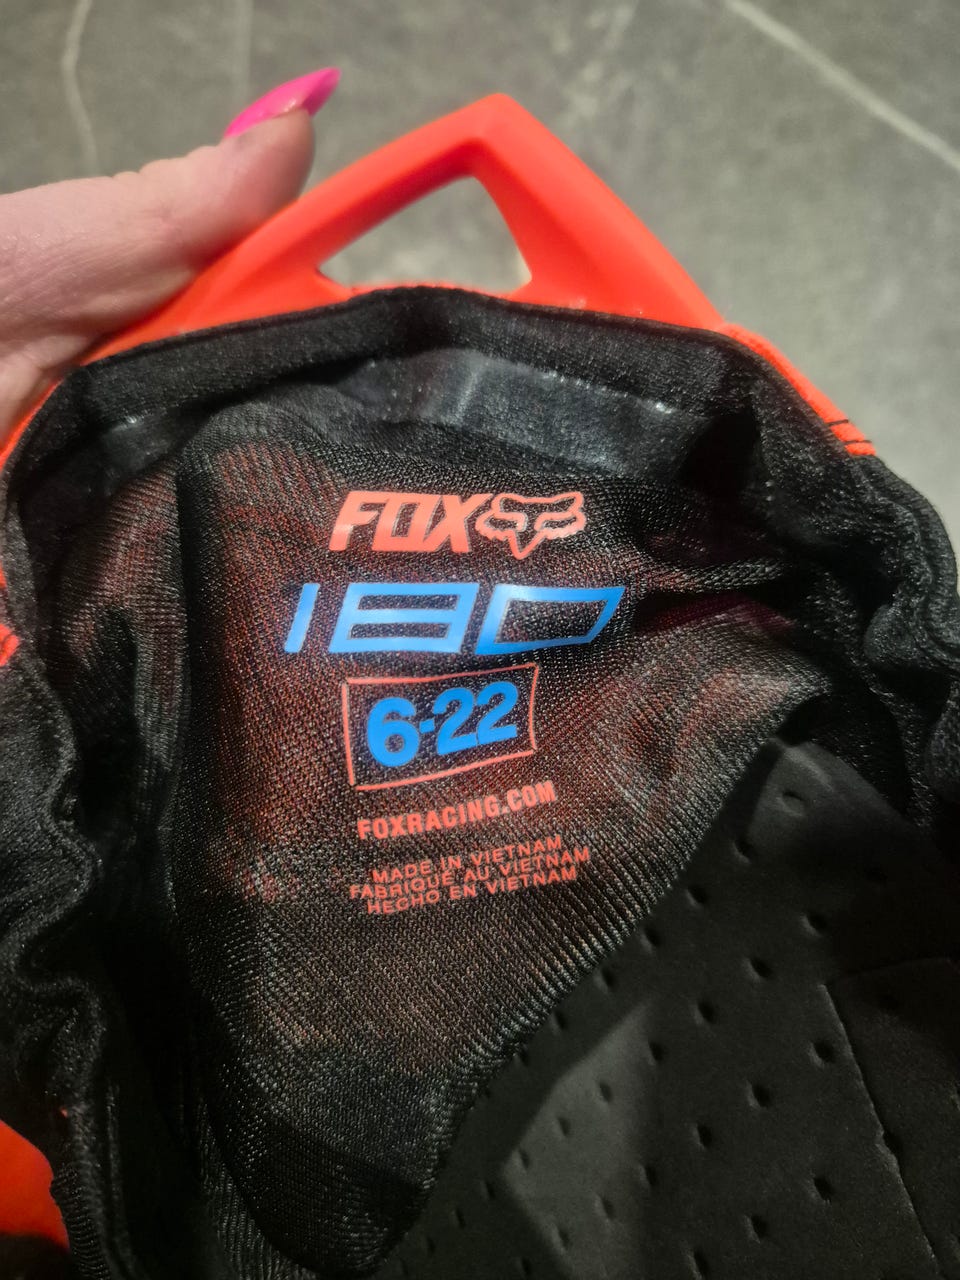 FOX
180
6-22
FOXRACING.COM
MADE IN VIETNAM
FABRIQUÉ AU VIETNAM
HECHO EN VIETNAM